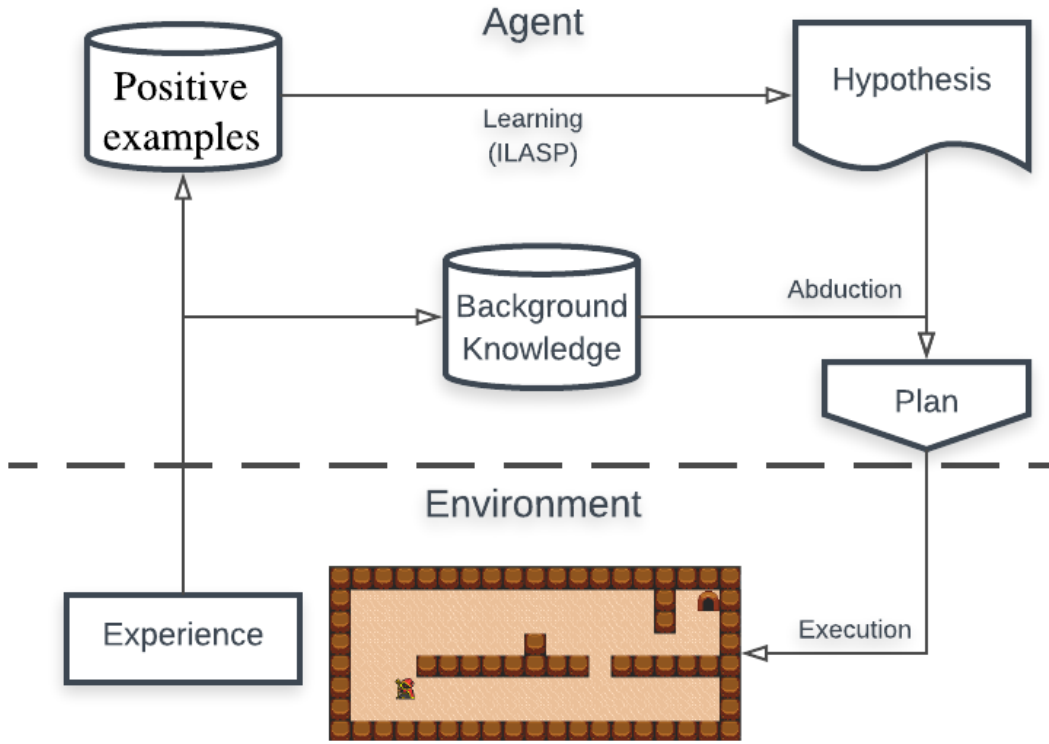 Agent
Positive
examples
Hypothesis
Learning
(ILASP)
Background
Knowledge
Abduction
Plan
Environment
Experience
Execution